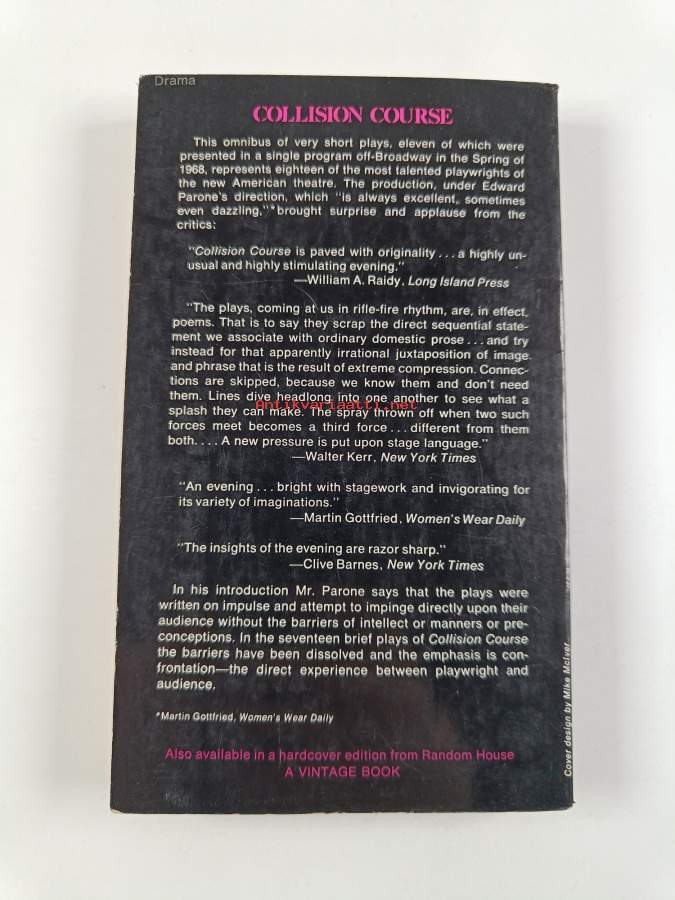 Drama
COLLISION COURSE
This omnibus of very short plays, eleven of which were
presented in a single program off-Broadway in the Spring of
1968, represents eighteen of the most talented playwrights of
the new American theatre. The production, under Edward
Parone's direction, which "is always excellent, sometimes
even dazzling,"*brought surprise and applause from the
critics:
"Collision Course is paved with originality ... a highly un-
usual and highly stimulating evening."
—William A. Raidy, Long Island Press
"The plays, coming at us in rifle-fire rhythm, are, in effect,
poems. That is to say they scrap the direct sequential state-
ment we associate with ordinary domestic prose ... and try
instead for that apparently irrational juxtaposition of image
and phrase that is the result of extreme compression. Connec-
tions are skipped, because we know them and don't need
them. Lines dive headlong into one another to see what a
Antikvariaatti.net
splash they can make. The spray thrown off when two such
forces meet becomes a third force ... different from them
both.... A new pressure is put upon stage language."
—Walter Kerr, New York Times
"An evening ... bright with stagework and invigorating for
its variety of imaginations."
—Martin Gottfried, Women's Wear Daily
"The insights of the evening are razor sharp."
—Clive Barnes, New York Times
In his introduction Mr. Parone says that the plays were
written on impulse and attempt to impinge directly upon their
audience without the barriers of intellect or manners or pre-
conceptions. In the seventeen brief plays of Collision Course
the barriers have been dissolved and the emphasis is con-
frontation—the direct experience between playwright and
audience.
*Martin Gottfried, Women's Wear Daily
Also available in a hardcover edition from Random House
A VINTAGE BOOK
Cover design by Mike McIver